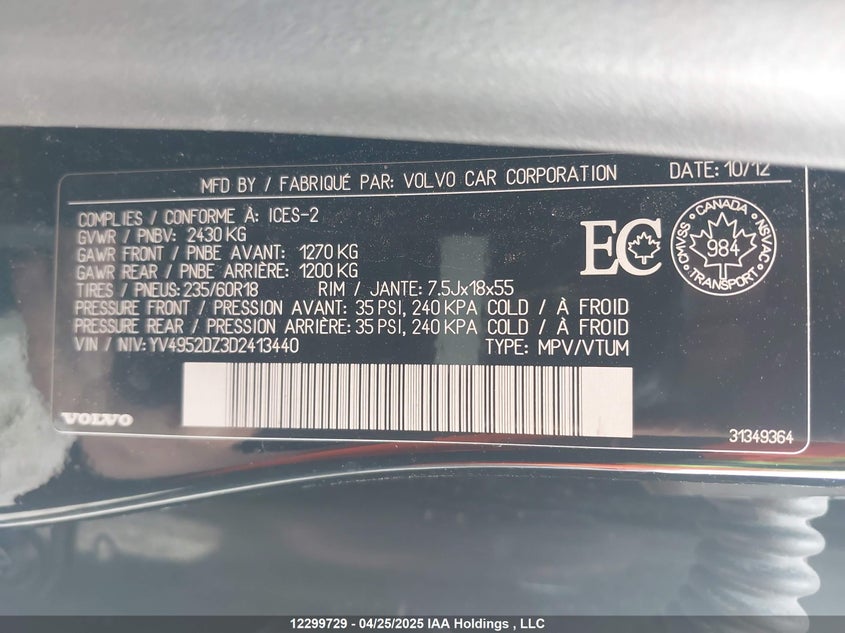 MFD BY / FABRIQUÉ PAR: VOLVO CAR CORPORATION DATE: 10/12
COMPLIES / CONFORME À: ICES-2
GVWR / PNBV: 2430 KG
GAWR FRONT / PNBE AVANT: 1270 KG
GAWR REAR / PNBE ARRIÈRE: 1200 KG
TIRES / PNEUS: 235/60R18 RIM / JANTE: 7.5Jx18x55
PRESSURE FRONT / PRESSION AVANT: 35 PSI, 240 KPA COLD / À FROID
PRESSURE REAR / PRESSION ARRIÈRE: 35 PSI, 240 KPA COLD / À FROID
VIN / NIV: YV4952DZ3D2413440 TYPE: MPV/VTUM
EC
CANADA
CMVSS 984 NSVAC
TRANSPORT
VOLVO
31349364
12299729 - 04/25/2025 IAA Holdings , LLC